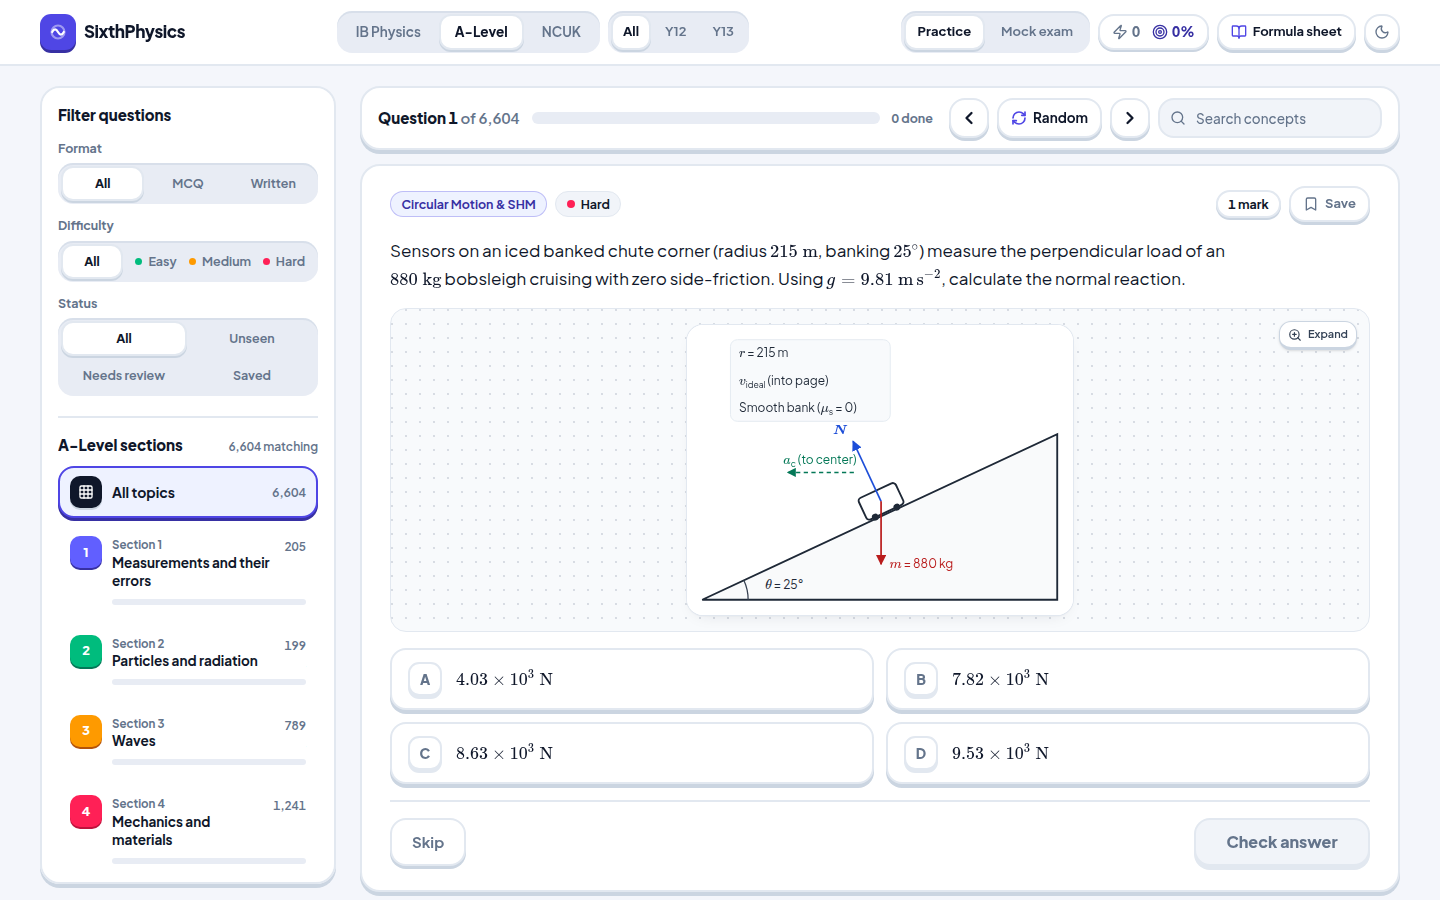 SixthPhysics
IB Physics A-Level NCUK
All Y12 Y13
Practice Mock exam
0 0%
Formula sheet
Filter questions
Format
All MCQ Written
Difficulty
All Easy Medium Hard
Status
All Unseen
Needs review Saved
A-Level sections 6,604 matching
All topics 6,604
1 Section 1 205
Measurements and their
errors
2 Section 2 199
Particles and radiation
3 Section 3 789
Waves
4 Section 4 1,241
Mechanics and
materials
Question 1 of 6,604 0 done
Random
Search concepts
Circular Motion & SHM Hard
1 mark Save
Sensors on an iced banked chute corner (radius 215 m, banking 25°) measure the perpendicular load of an
880 kg bobsleigh cruising with zero side-friction. Using g = 9.81 m s⁻², calculate the normal reaction.
Expand
r = 215 m
v_ideal (into page)
Smooth bank (μ_s = 0)
N
a_c (to center)
m = 880 kg
θ = 25°
A 4.03 × 10³ N
B 7.82 × 10³ N
C 8.63 × 10³ N
D 9.53 × 10³ N
Skip
Check answer